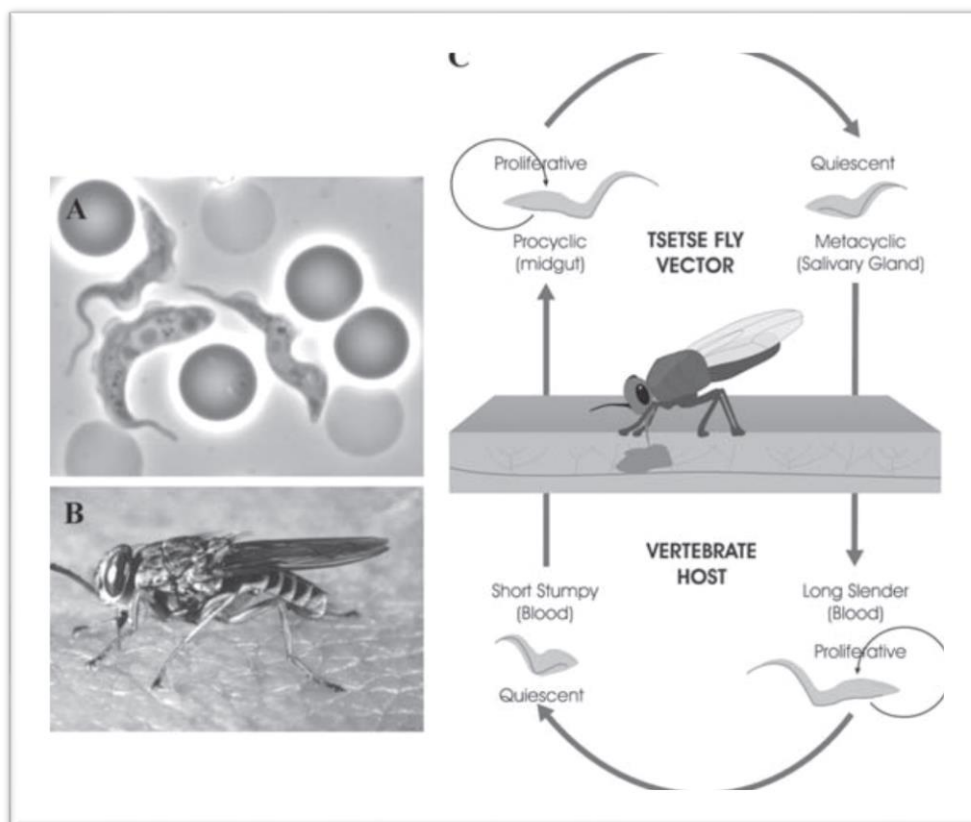 C
A
Proliferative
Quiescent
Procyclic
(midgut)
TSETSE FLY
VECTOR
Metacyclic
(Salivary Gland)
B
VERTEBRATE
HOST
Short Stumpy
(Blood)
Long Slender
(Blood)
Quiescent
Proliferative